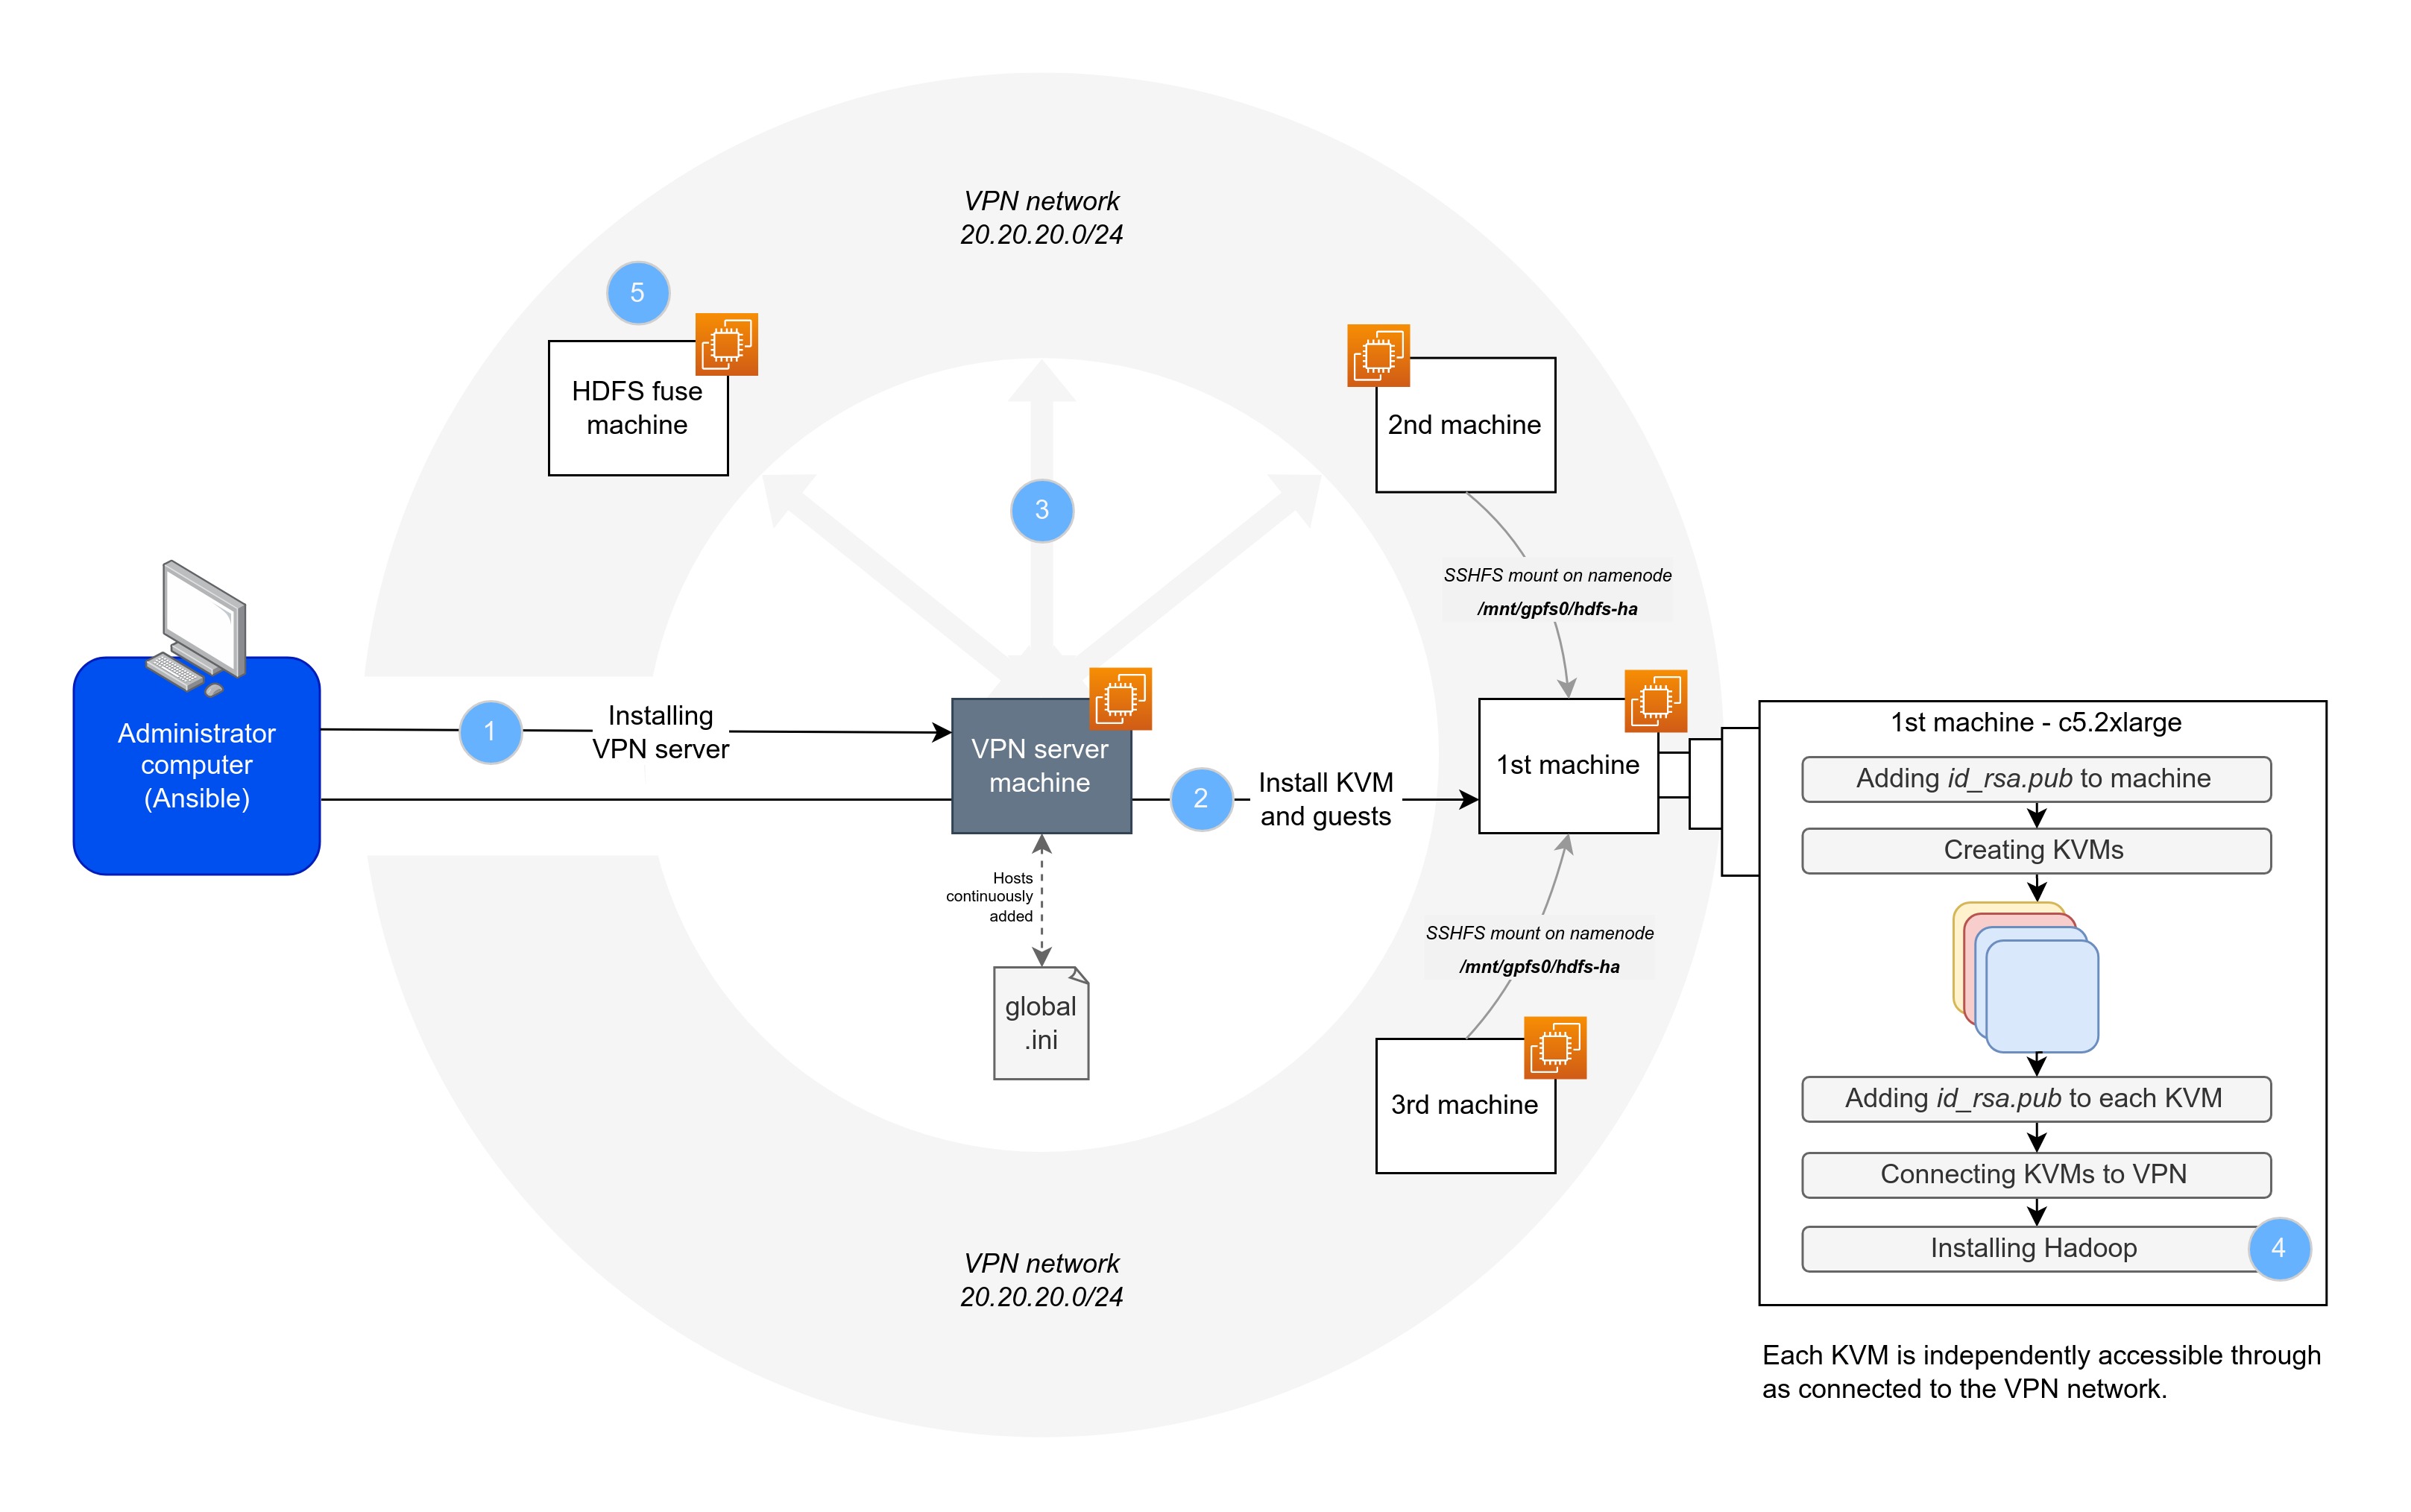 VPN network
20.20.20.0/24
5
HDFS fuse
machine
2nd machine
3
SSHFS mount on namenode
/mnt/gpfs0/hdfs-ha
Administrator
computer
(Ansible)
1
Installing
VPN server
VPN server
machine
2
Install KVM
and guests
1st machine
Hosts
continuously
added
global
.ini
SSHFS mount on namenode
/mnt/gpfs0/hdfs-ha
3rd machine
VPN network
20.20.20.0/24
1st machine - c5.2xlarge
Adding id_rsa.pub to machine
Creating KVMs
Adding id_rsa.pub to each KVM
Connecting KVMs to VPN
Installing Hadoop
4
Each KVM is independently accessible through
as connected to the VPN network.